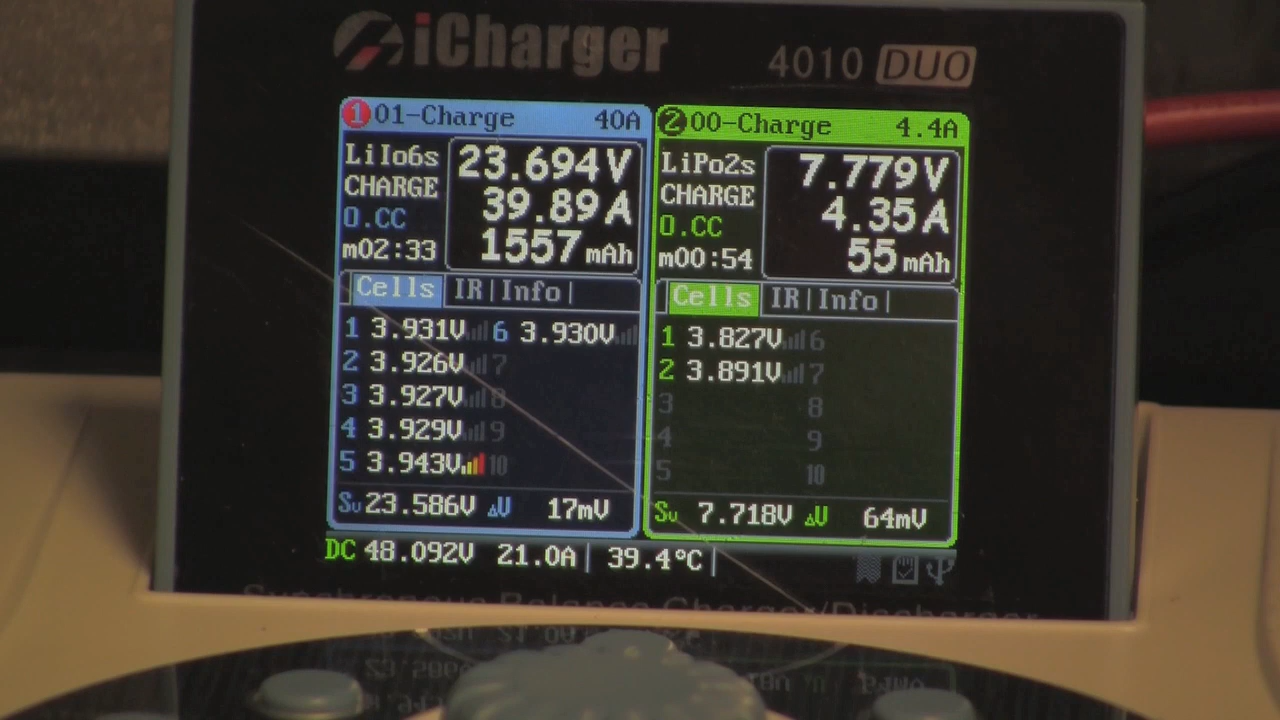 iCharger
4010 DUO
1 01-Charge 40A
LiIo6s
CHARGE
0.CC
m02:33
23.694V
39.89A
1557mAh
Cells IR Info
1 3.931V 6 3.930V
2 3.926V 7
3 3.927V 8
4 3.929V 9
5 3.943V 10
Su 23.586V ΔU 17mV
2 00-Charge 4.4A
LiPo2s
CHARGE
0.CC
m00:54
7.779V
4.35A
55mAh
Cells IR Info
1 3.827V 6
2 3.891V 7
3 8
4 9
5 10
Su 7.718V ΔU 64mV
DC 48.092V 21.0A 39.4°C
Synchronous Balance Charger/Discharger